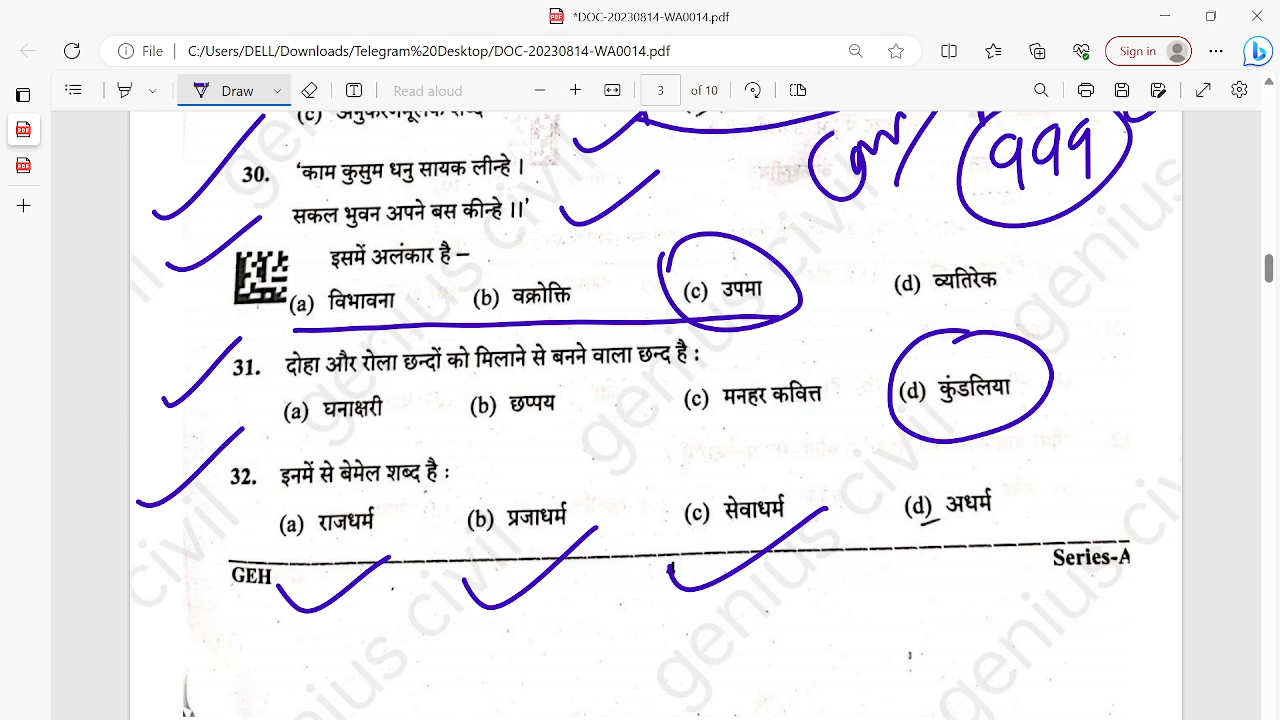 *DOC-20230814-WA0014.pdf
File | C:/Users/DELL/Downloads/Telegram%20Desktop/DOC-20230814-WA0014.pdf
Sign in
Draw
Read aloud
3 of 10
999
30. 'काम कुसुम धनु सायक लीन्हे ।
सकल भुवन अपने बस कीन्हे ।।'
इसमें अलंकार है –
(a) विभावना (b) वक्रोक्ति (c) उपमा (d) व्यतिरेक
31. दोहा और रोला छन्दों को मिलाने से बनने वाला छन्द है :
(a) घनाक्षरी (b) छप्पय (c) मनहर कवित्त (d) कुंडलिया
32. इनमें से बेमेल शब्द है :
(a) राजधर्म (b) प्रजाधर्म (c) सेवाधर्म (d) अधर्म
GEH Series-A
genius civil